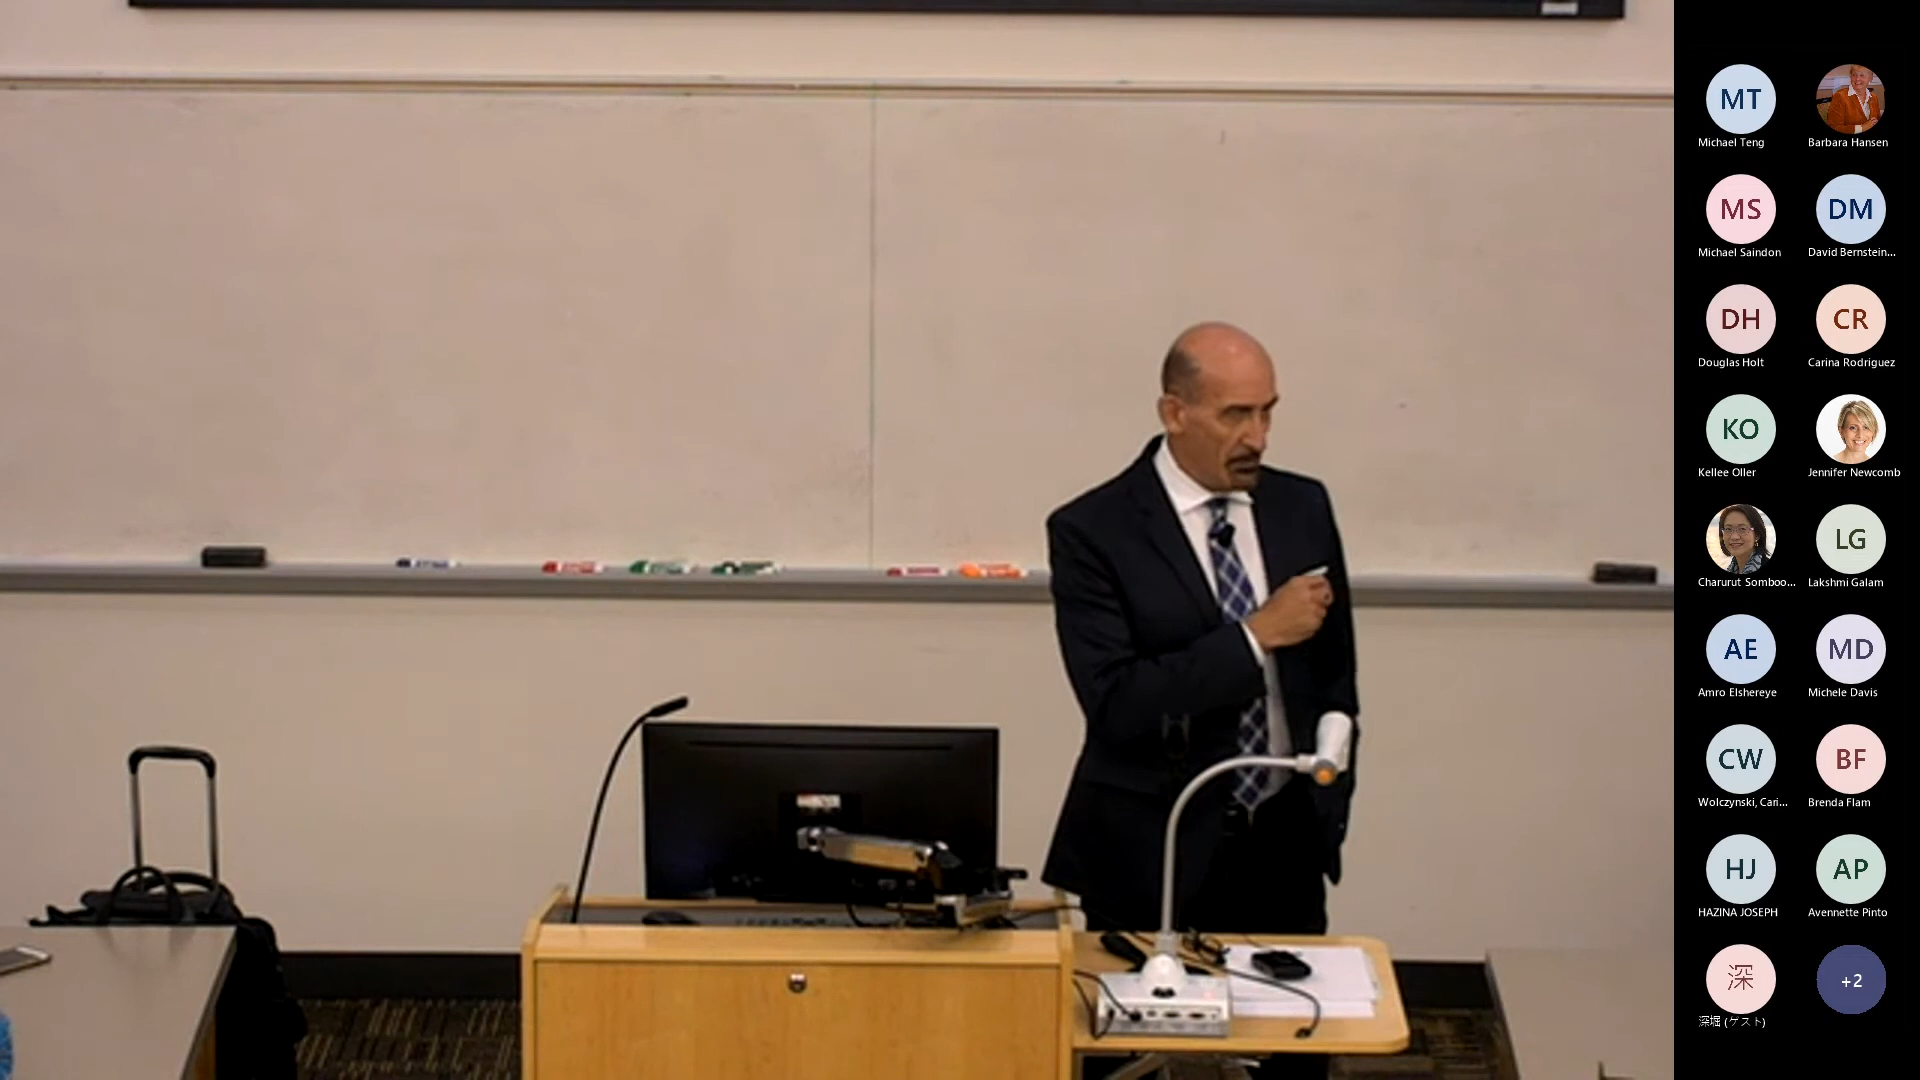 MT
Michael Teng
Barbara Hansen
MS
Michael Saindon
DM
David Bernstein...
DH
Douglas Holt
CR
Carina Rodriguez
KO
Kellee Oller
Jennifer Newcomb
Charurut Somboo...
LG
Lakshmi Galam
AE
Amro Elshereye
MD
Michele Davis
CW
Wolczynski, Cari...
BF
Brenda Flam
HJ
HAZINA JOSEPH
AP
Avennette Pinto
深
深堀 (ゲスト)
+2